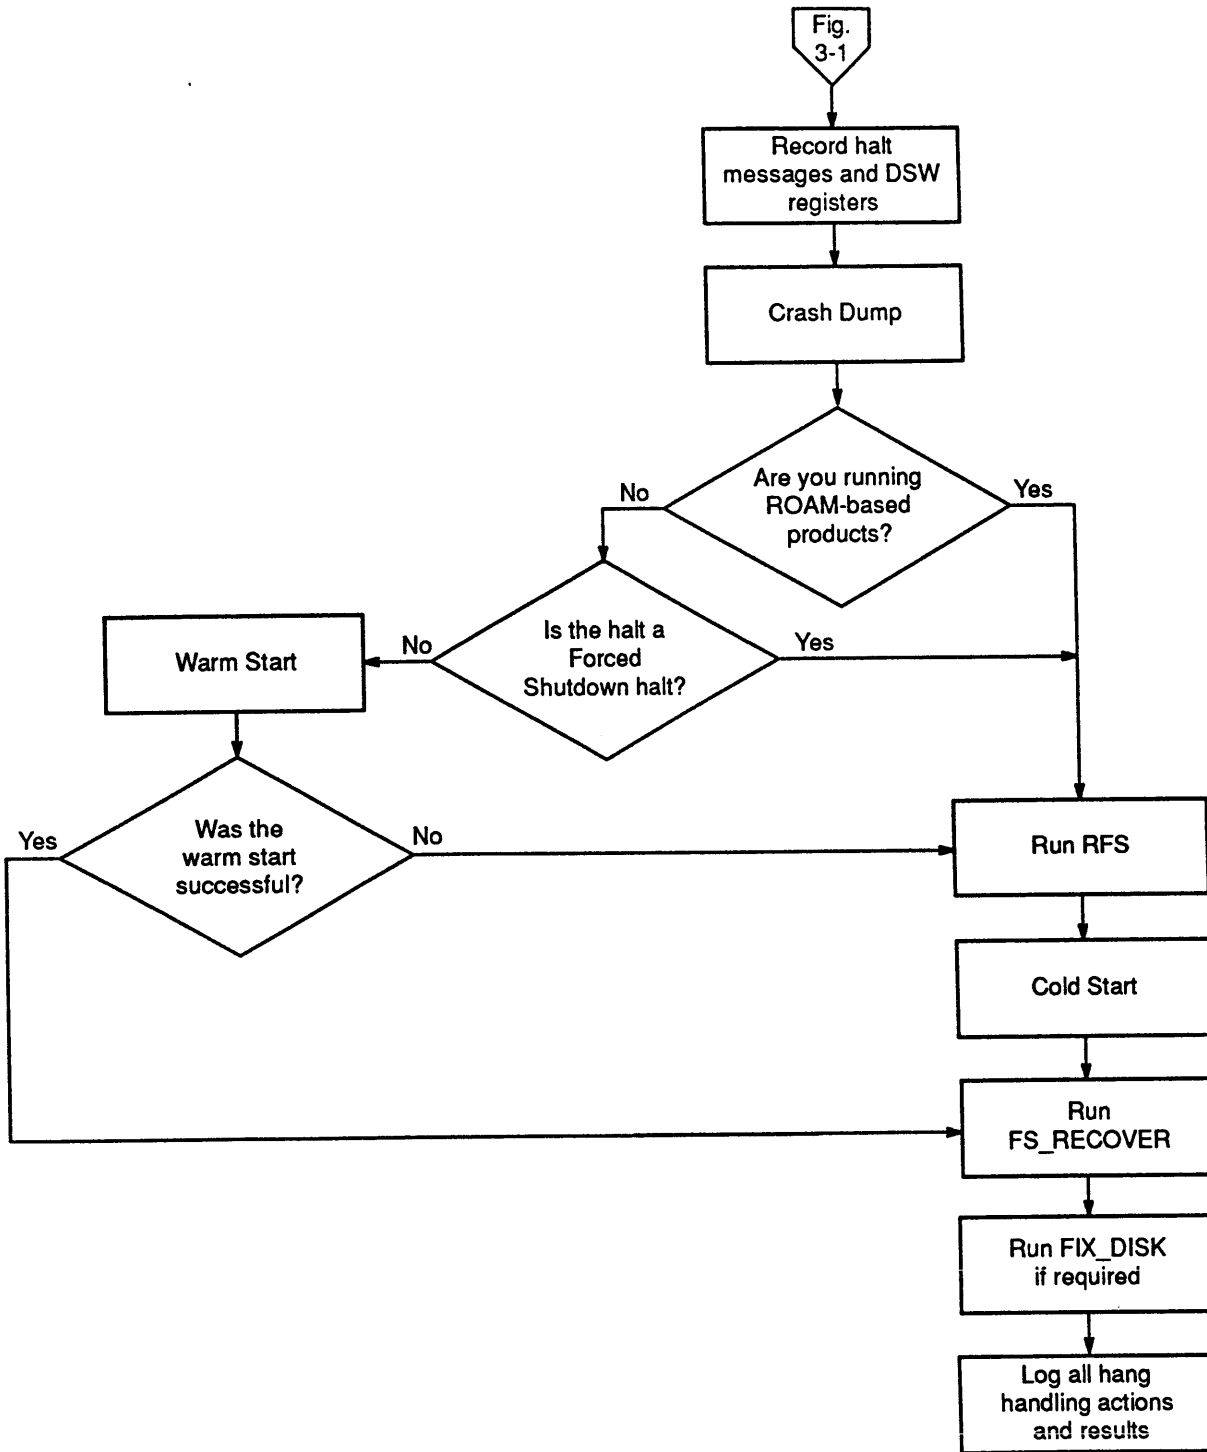 Fig.
3-1
Record halt
messages and DSW
registers
Crash Dump
Are you running
ROAM-based
products?
No
Yes
Is the halt a
Forced
Shutdown halt?
No
Yes
Warm Start
Was the
warm start
successful?
Yes
No
Run RFS
Cold Start
Run
FS_RECOVER
Run FIX_DISK
if required
Log all hang
handling actions
and results